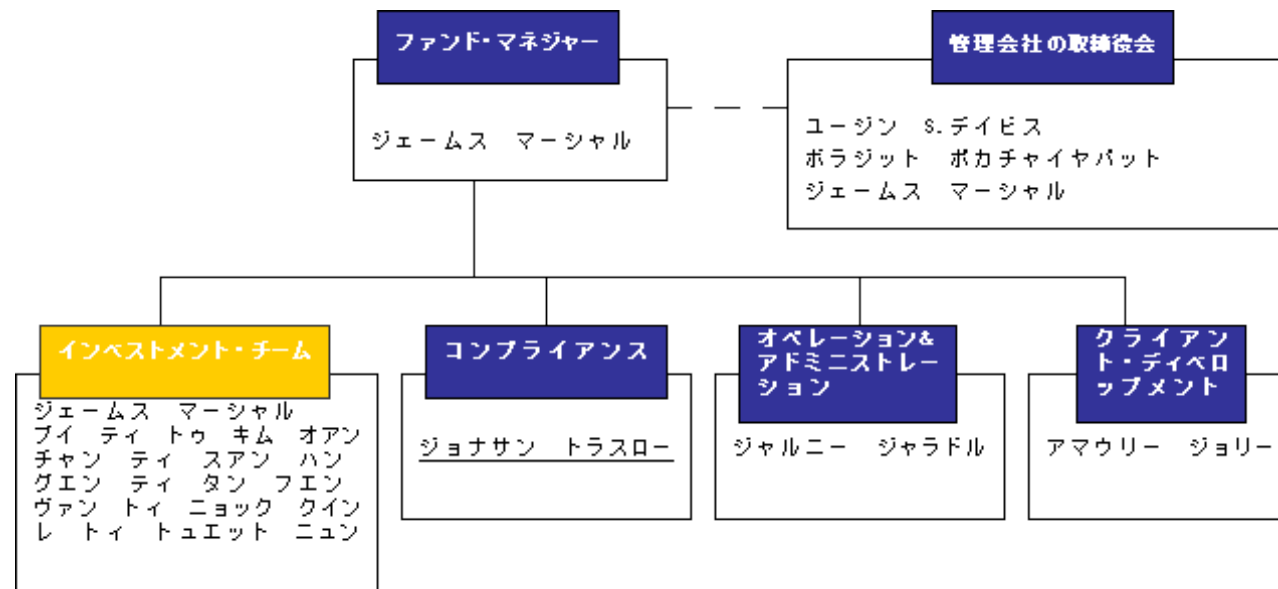 ファンド・マネジャー
ジェームス マーシャル
管理会社の取締役会
ユージン S.デイビス
ボラジット ポカチャイヤパット
ジェームス マーシャル
インベストメント・チーム
ジェームス マーシャル
ブイ ティ トゥ キム オアン
チャン ティ スアン ハン
グエン ティ タン フエン
ヴァン トィ ニョック クイン
レ トィ トュエット ニュン
コンプライアンス
ジョナサン トラスロー
オペレーション&
アドミニストレー
ション
ジャルニー ジャラドル
クライアン
ト・ディベロ
ップメント
アマウリー ジョリー